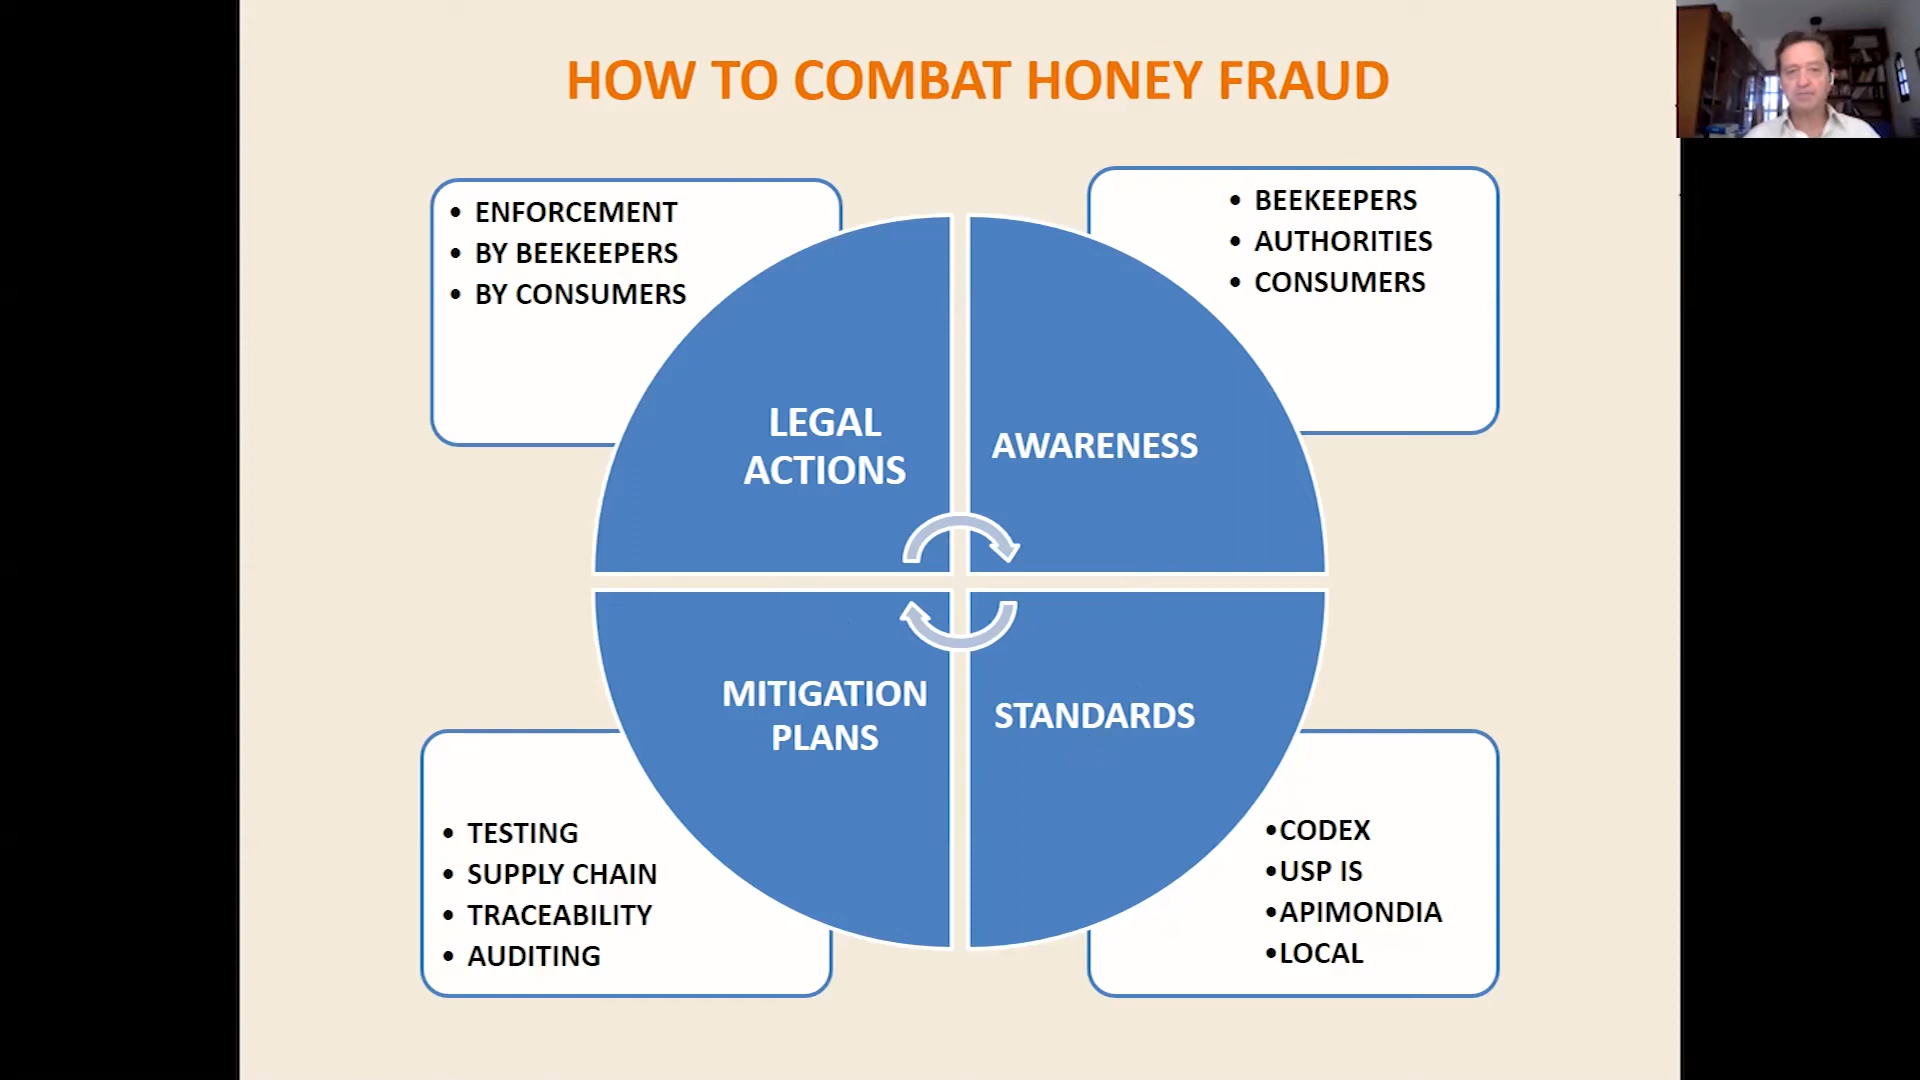 HOW TO COMBAT HONEY FRAUD
• ENFORCEMENT
• BY BEEKEEPERS
• BY CONSUMERS
• BEEKEEPERS
• AUTHORITIES
• CONSUMERS
LEGAL
ACTIONS
AWARENESS
MITIGATION
PLANS
STANDARDS
• TESTING
• SUPPLY CHAIN
• TRACEABILITY
• AUDITING
•CODEX
•USP IS
•APIMONDIA
•LOCAL